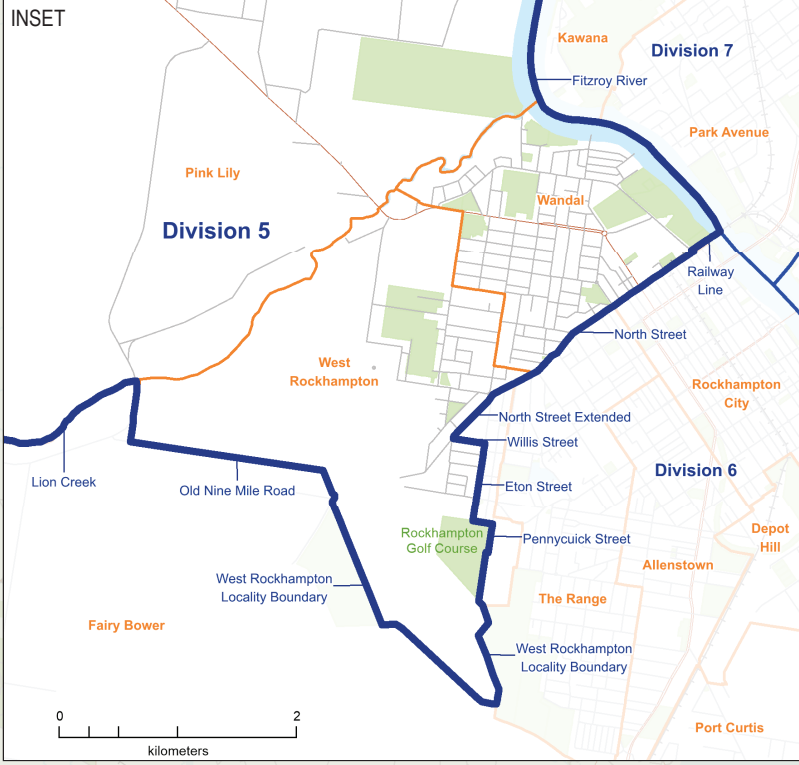 INSET
Kawana
Division 7
Fitzroy River
Park Avenue
Pink Lily
Wandal
Division 5
Railway
Line
North Street
West
Rockhampton
Rockhampton
City
North Street Extended
Willis Street
Lion Creek
Old Nine Mile Road
Eton Street
Division 6
Rockhampton
Golf Course
Pennycuick Street
Depot
Hill
Allenstown
West Rockhampton
Locality Boundary
The Range
Fairy Bower
West Rockhampton
Locality Boundary
0 2
kilometers
Port Curtis